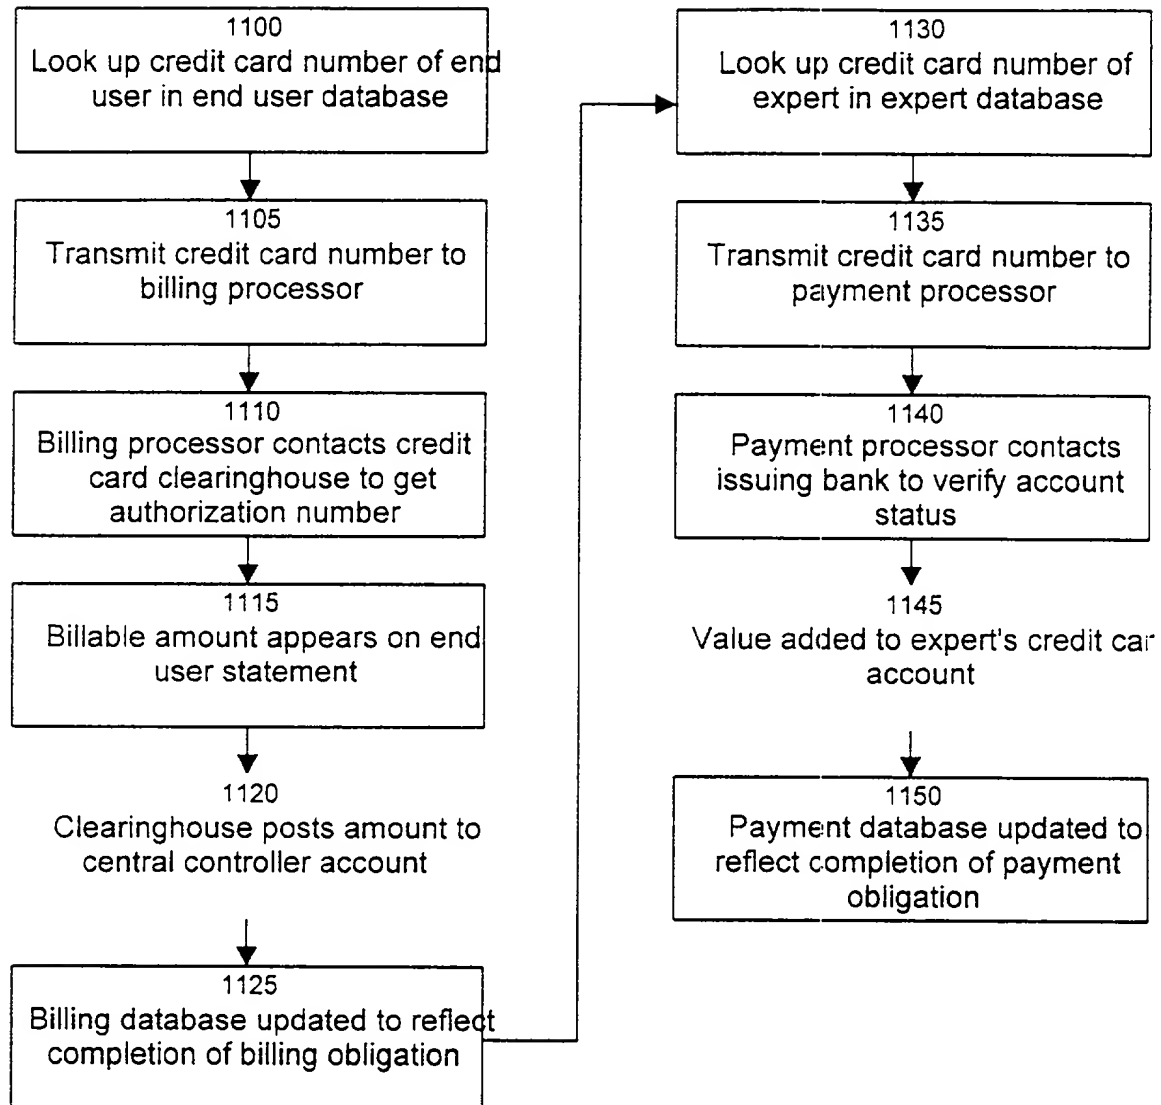 1100
Look up credit card number of end
user in end user database
1105
Transmit credit card number to
billing processor
1110
Billing processor contacts credit
card clearinghouse to get
authorization number
1115
Billable amount appears on end
user statement
1120
Clearinghouse posts amount to
central controller account
1125
Billing database updated to reflect
completion of billing obligation
1130
Look up credit card number of
expert in expert database
1135
Transmit credit card number to
payment processor
1140
Payment processor contacts
issuing bank to verify account
status
1145
Value added to expert's credit car
account
1150
Payment database updated to
reflect completion of payment
obligation